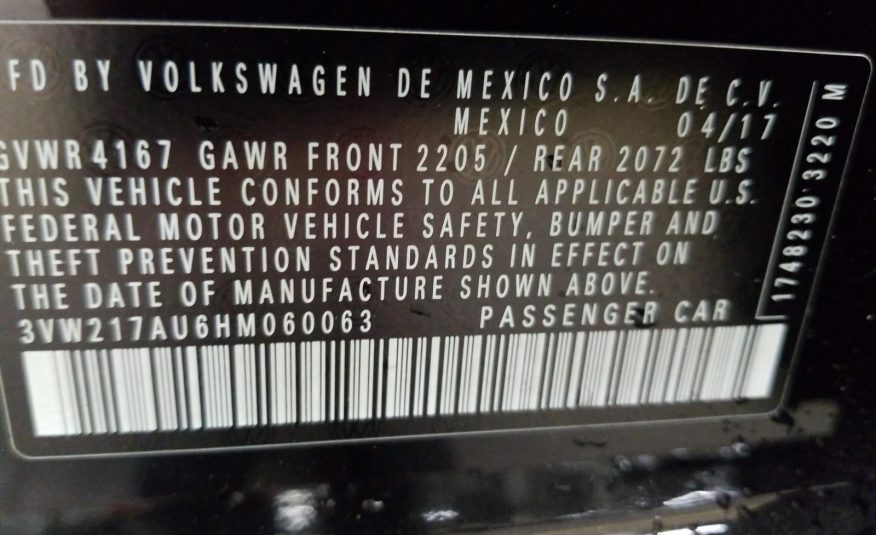 FD BY VOLKSWAGEN DE MEXICO S.A. DE C.V.
MEXICO 04/17
GVWR 4167 GAWR FRONT 2205 / REAR 2072 LBS
THIS VEHICLE CONFORMS TO ALL APPLICABLE U.S.
FEDERAL MOTOR VEHICLE SAFETY, BUMPER AND
THEFT PREVENTION STANDARDS IN EFFECT ON
THE DATE OF MANUFACTURE SHOWN ABOVE.
3VW217AU6HM060063 PASSENGER CAR
1748230 3220 M